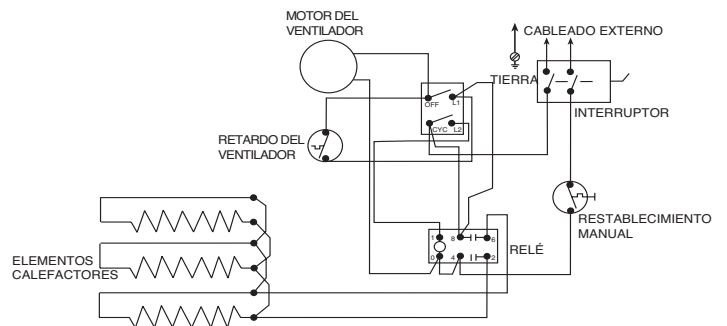 MOTOR DEL
VENTILADOR
CABLEADO EXTERNO
TIERRA
INTERRUPTOR
OFF L1
CYC L2
RETARDO DEL
VENTILADOR
RESTABLECIMIENTO
MANUAL
1 8 6
RELÉ
0 4 2
ELEMENTOS
CALEFACTORES